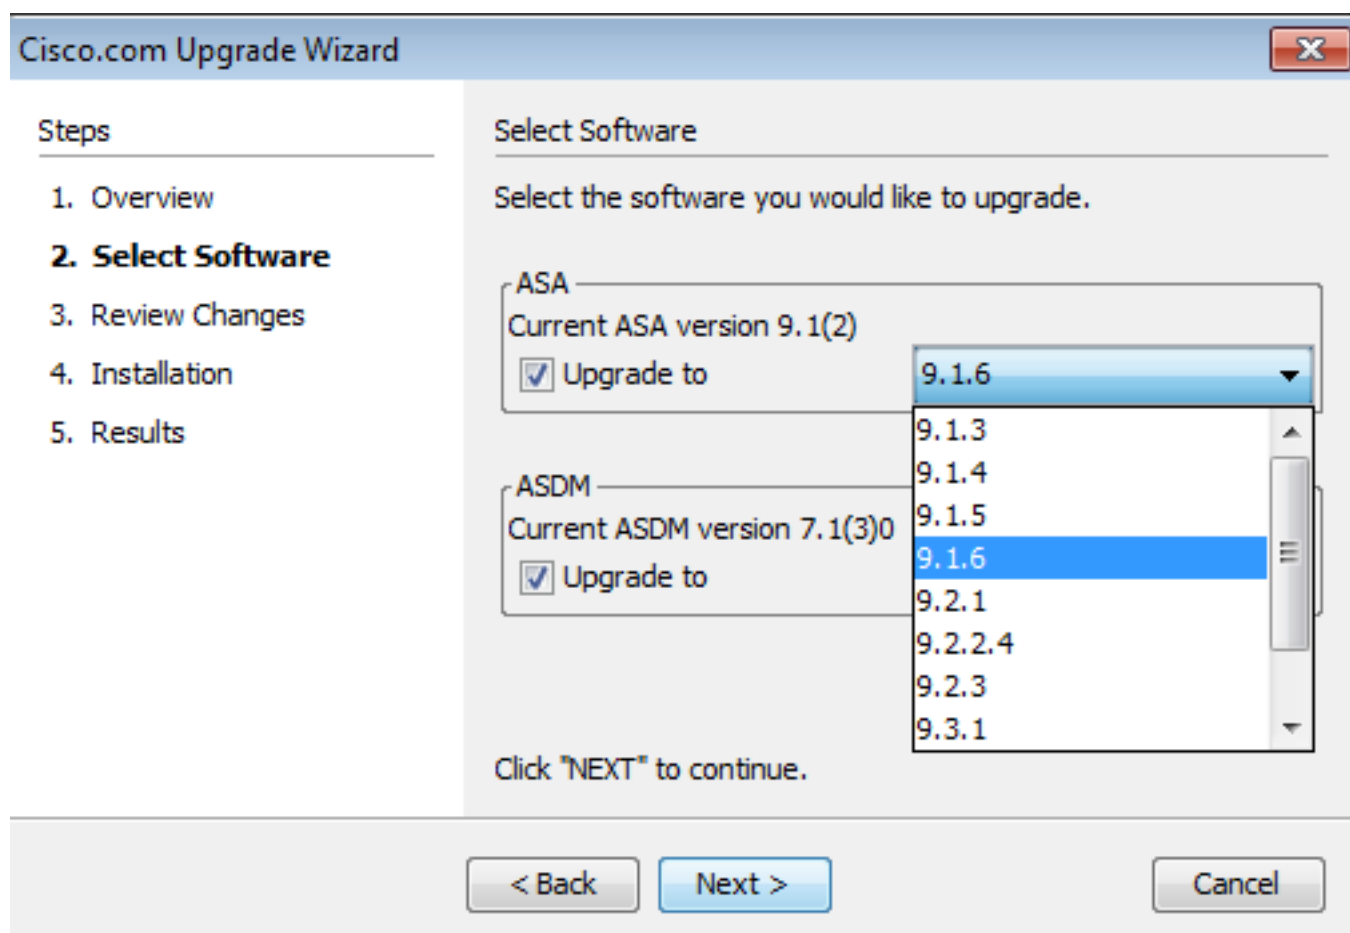 Cisco.com Upgrade Wizard
Steps
1. Overview
2. Select Software
3. Review Changes
4. Installation
5. Results
Select Software
Select the software you would like to upgrade.
ASA
Current ASA version 9.1(2)
Upgrade to
9.1.6
9.1.3
9.1.4
9.1.5
9.1.6
9.2.1
9.2.2.4
9.2.3
9.3.1
ASDM
Current ASDM version 7.1(3)0
Upgrade to
Click "NEXT" to continue.
< Back
Next >
Cancel